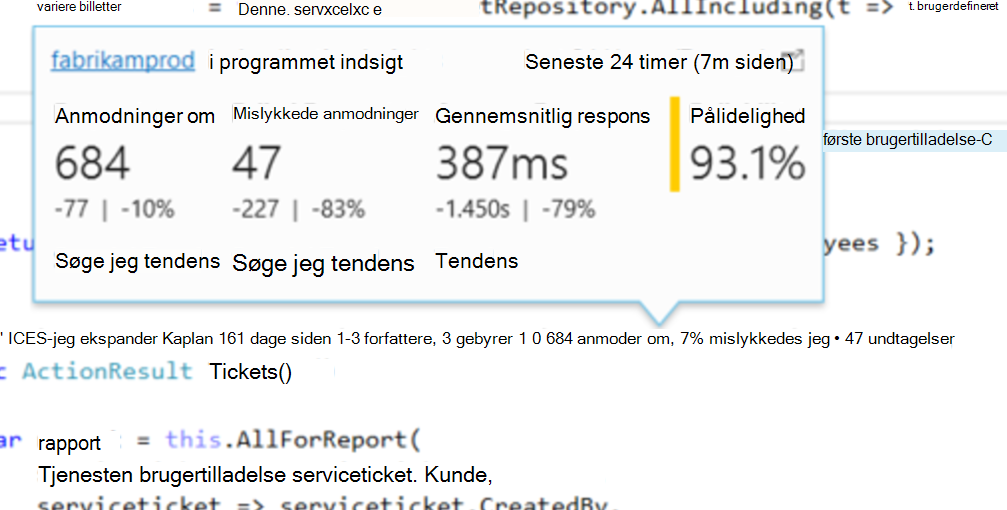 variere billetter = Denne. servxcelxc e tRepository.AllIncluding(t => t. brugerdefineret
fabrikamprod i programmet indsigt Seneste 24 timer (7m siden)
Anmodninger om Mislykkede anmodninger Gennemsnitlig respons Pålidelighed
første brugertilladelse-C
684 47 387ms 93.1%
-77 | -10% -227 | -83% -1.450s | -79%
etu yees });
Søge jeg tendens Søge jeg tendens Tendens
' ICES-jeg ekspander Kaplan 161 dage siden 1-3 forfattere, 3 gebyrer 1 0 684 anmoder om, 7% mislykkedes jeg • 47 undtagelser
c ActionResult Tickets()
ar rapport = this.AllForReport(
Tjenesten brugertilladelse serviceticket. Kunde,
serviceticket => serviceticket.CreatedBy.